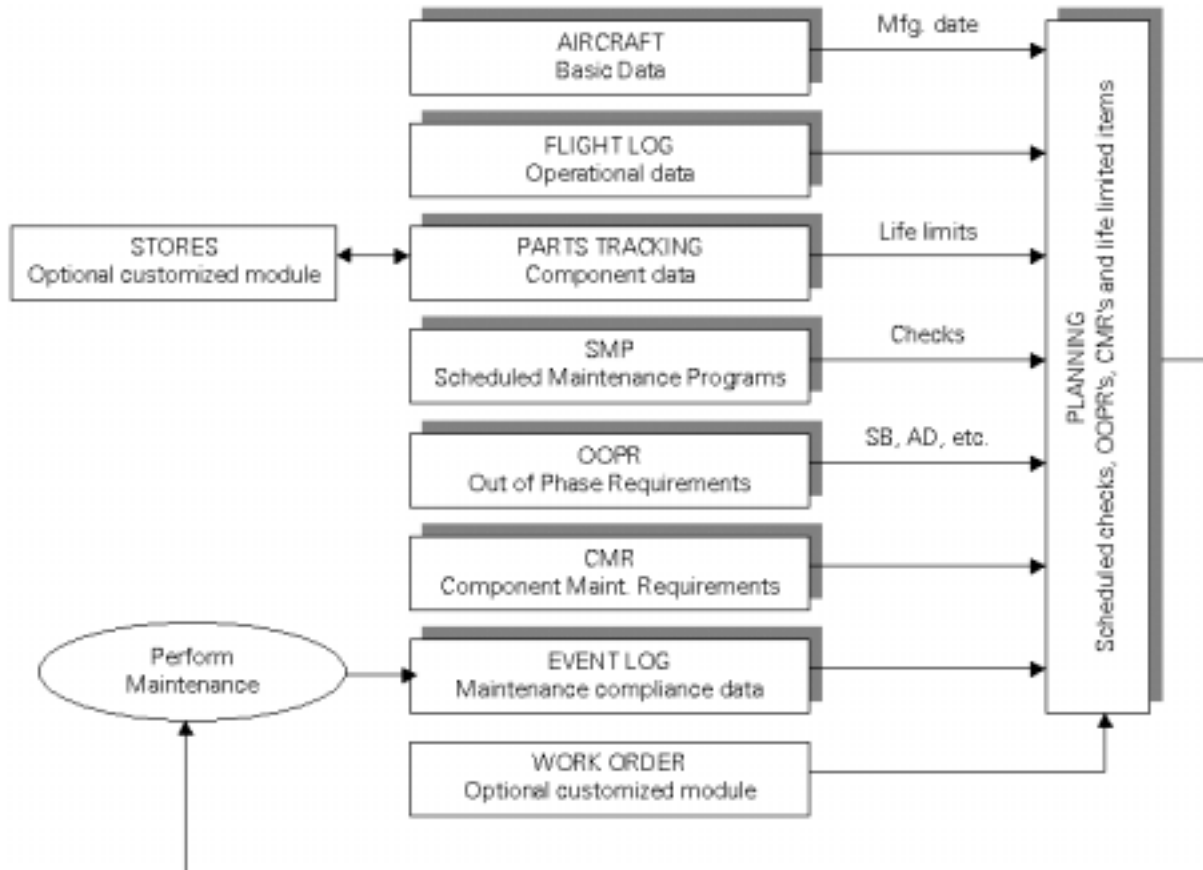 AIRCRAFT
Basic Data
Mfg. date
FLIGHT LOG
Operational data
STORES
Optional customized module
PARTS TRACKING
Component data
Life limits
SMP
Scheduled Maintenance Programs
Checks
OOPR
Out of Phase Requirements
SB, AD, etc.
CMR
Component Maint. Requirements
Perform
Maintenance
EVENT LOG
Maintenance compliance data
WORK ORDER
Optional customized module
PLANNING
Scheduled checks, OOPR's, CMR's and life limited items